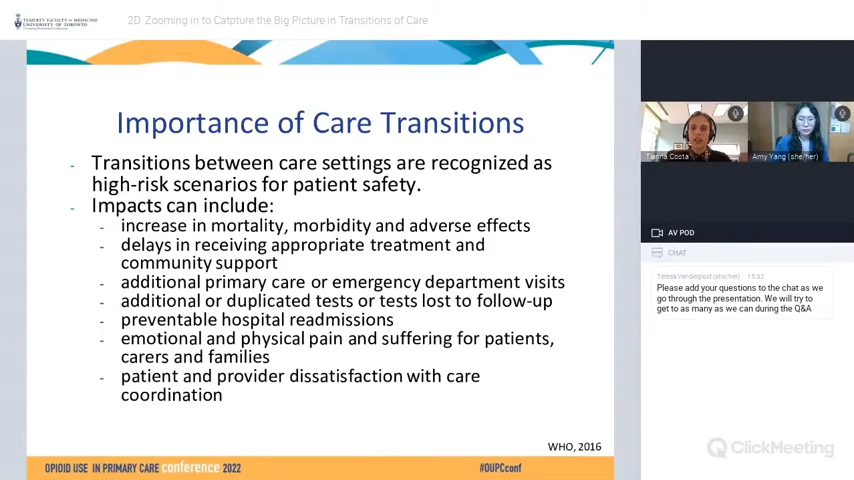 TEMERTY FACULTY OF MEDICINE
UNIVERSITY OF TORONTO
2D: Zooming in to Catpture the Big Picture in Transitions of Care
Importance of Care Transitions
- Transitions between care settings are recognized as
high-risk scenarios for patient safety.
- Impacts can include:
- increase in mortality, morbidity and adverse effects
- delays in receiving appropriate treatment and
community support
- additional primary care or emergency department visits
- additional or duplicated tests or tests lost to follow-up
- preventable hospital readmissions
- emotional and physical pain and suffering for patients,
carers and families
- patient and provider dissatisfaction with care
coordination
WHO, 2016
OPIOID USE IN PRIMARY CARE conference 2022
#OUPCconf
Costa
Amy Yang (she/her)
AV POD
CHAT
Teresa Vanderpost (she/her) 15:52
Please add your questions to the chat as we
go through the presentation. We will try to
get to as many as we can during the Q&A
ClickMeeting